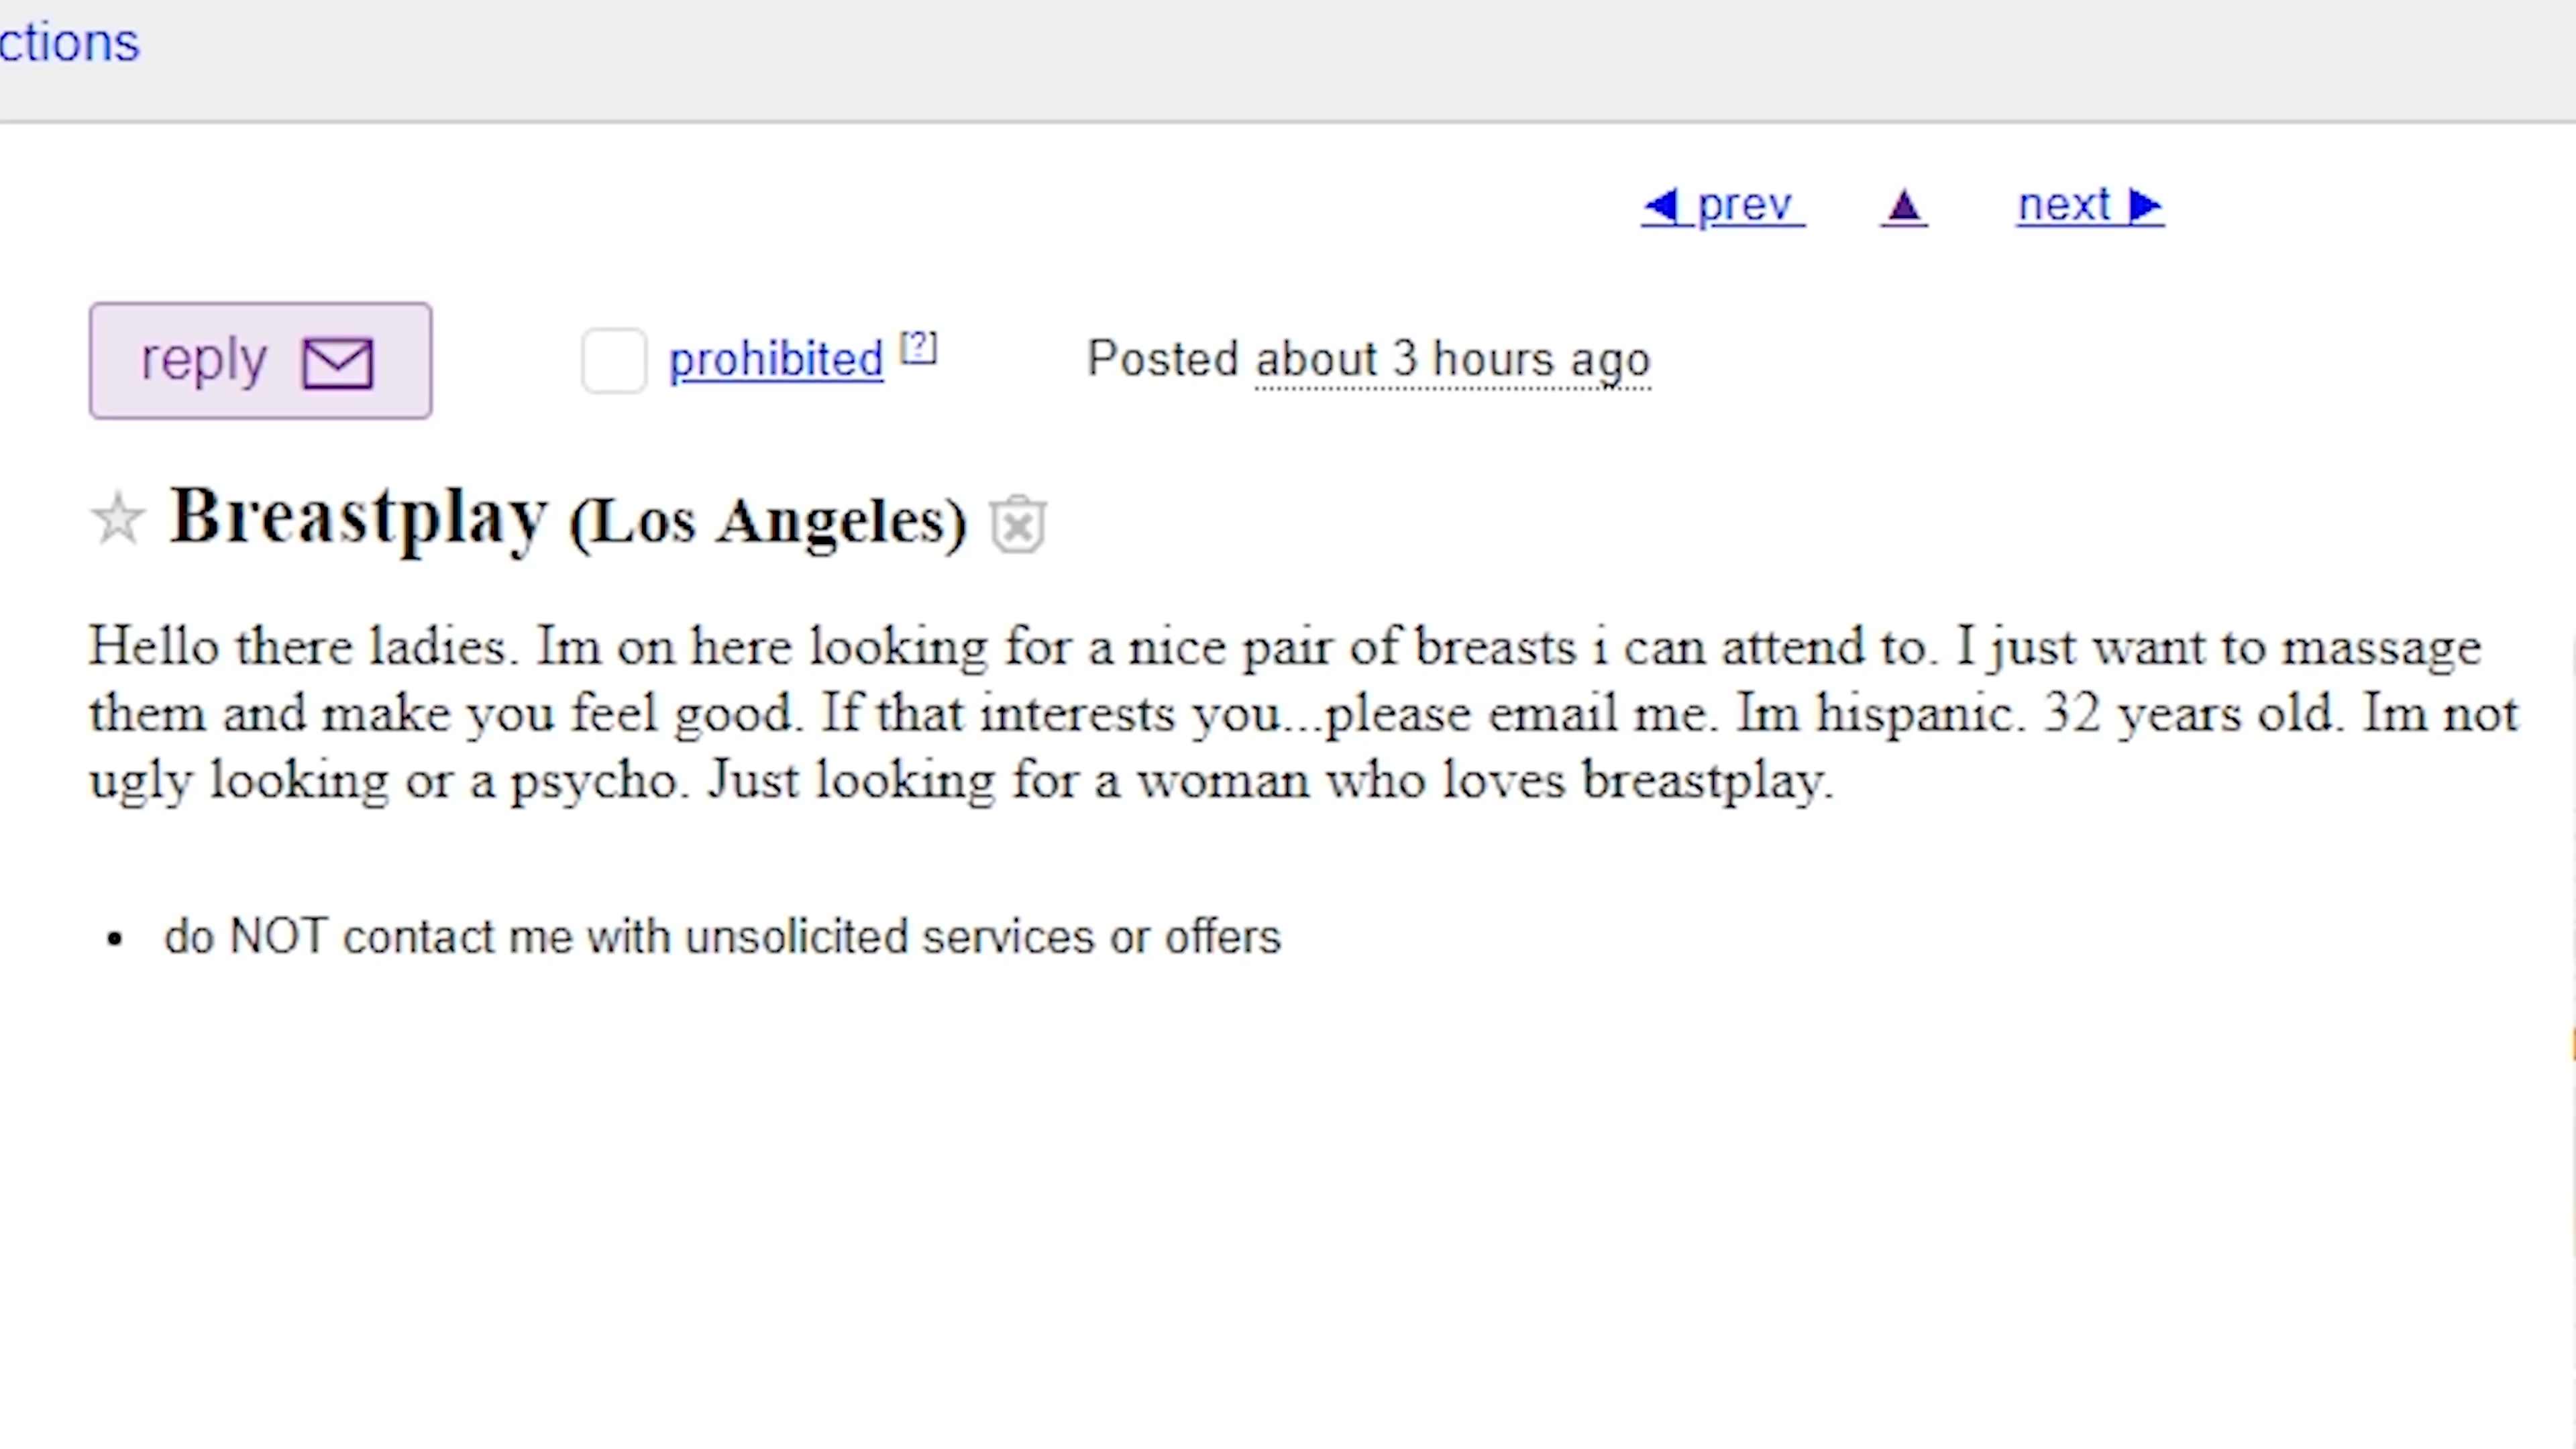 ctions
prev next
reply prohibited [?] Posted about 3 hours ago
Breastplay (Los Angeles)
Hello there ladies. Im on here looking for a nice pair of breasts i can attend to. I just want to massage
them and make you feel good. If that interests you...please email me. Im hispanic. 32 years old. Im not
ugly looking or a psycho. Just looking for a woman who loves breastplay.
• do NOT contact me with unsolicited services or offers